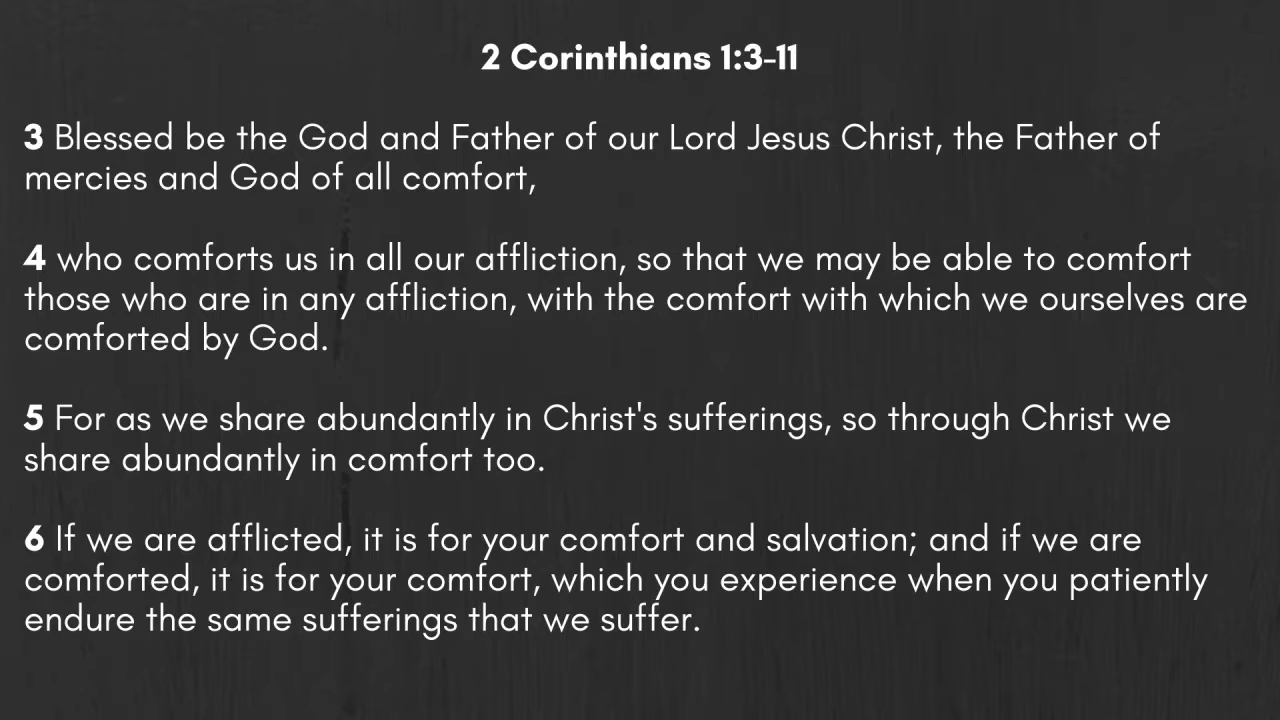 2 Corinthians 1:3-11
3 Blessed be the God and Father of our Lord Jesus Christ, the Father of
mercies and God of all comfort,
4 who comforts us in all our affliction, so that we may be able to comfort
those who are in any affliction, with the comfort with which we ourselves are
comforted by God.
5 For as we share abundantly in Christ's sufferings, so through Christ we
share abundantly in comfort too.
6 If we are afflicted, it is for your comfort and salvation; and if we are
comforted, it is for your comfort, which you experience when you patiently
endure the same sufferings that we suffer.